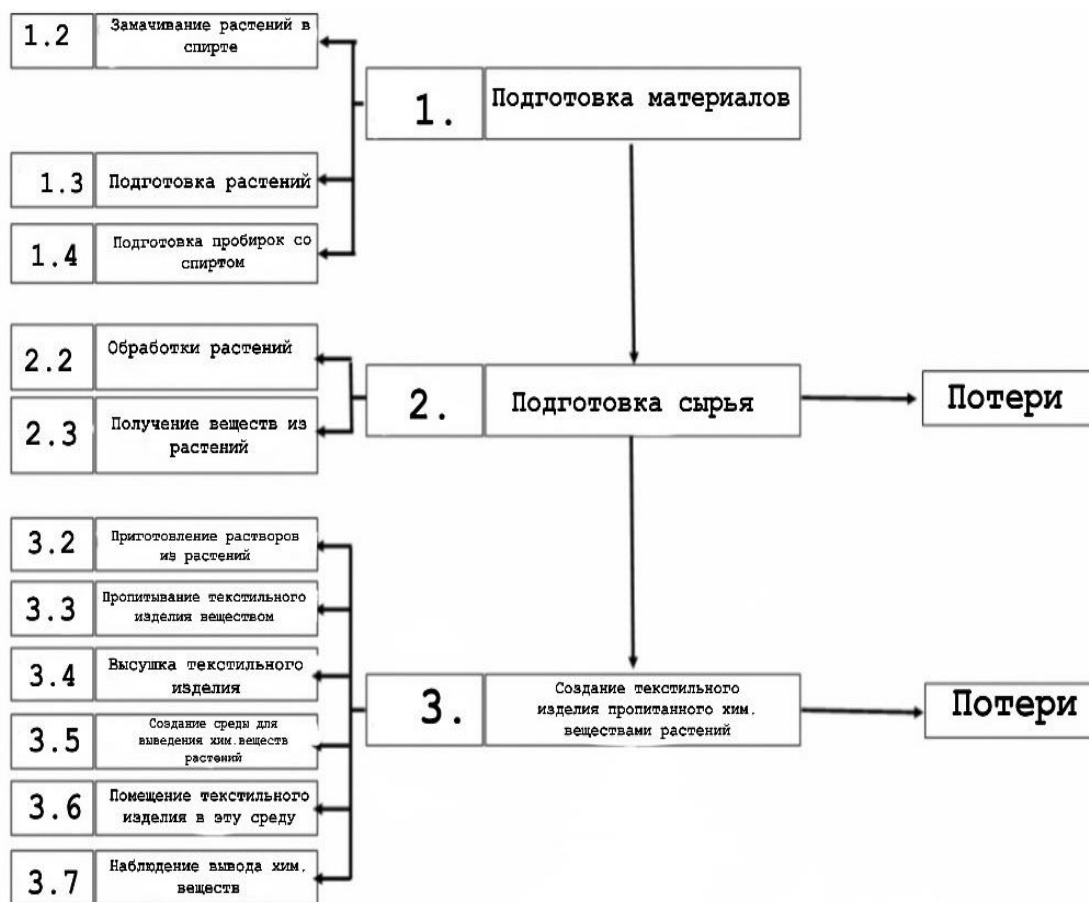 1.2
Замачивание растений в
спирте
1.
Подготовка материалов
1.3
Подготовка растений
1.4
Подготовка пробирок со
спиртом
2.2
Обработки растений
2.
Подготовка сырья
Потери
2.3
Получение веществ из
растений
3.2
Приготовление растворов
из растений
3.3
Пропитывание текстильного
изделия веществом
3.4
Высушка текстильного
изделия
3.
Создание текстильного
изделия пропитанного хим.
веществами растений
Потери
3.5
Создание среды для
выведения хим.веществ
растений
3.6
Помещение текстильного
изделия в эту среду
3.7
Наблюдение вывода хим.
веществ